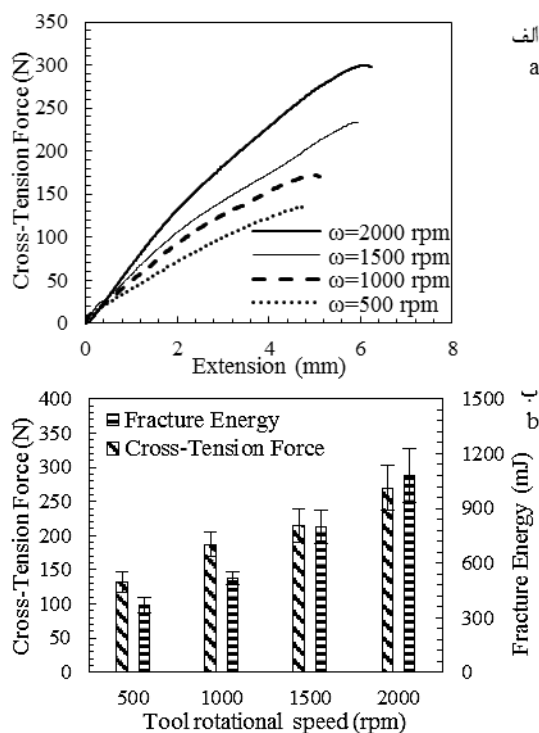 الف
a
Cross-Tension Force (N)
350
300
250
200
150
100
50
0
ω=2000 rpm
ω=1500 rpm
ω=1000 rpm
ω=500 rpm
0 2 4 6 8
Extension (mm)
ب
b
Cross-Tension Force (N)
400
350
300
250
200
150
100
50
0
Fracture Energy
Cross-Tension Force
1500
1200
900
600
300
0
Fracture Energy (mJ)
500 1000 1500 2000
Tool rotational speed (rpm)